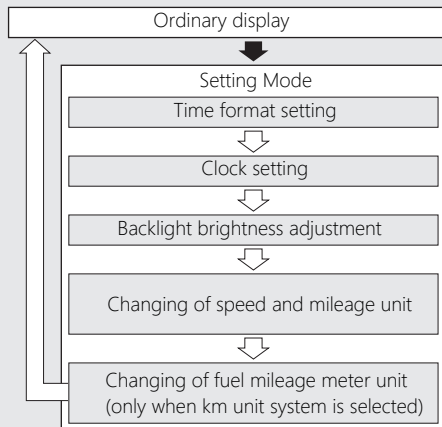 Ordinary display
Setting Mode
Time format setting
Clock setting
Backlight brightness adjustment
Changing of speed and mileage unit
Changing of fuel mileage meter unit
(only when km unit system is selected)